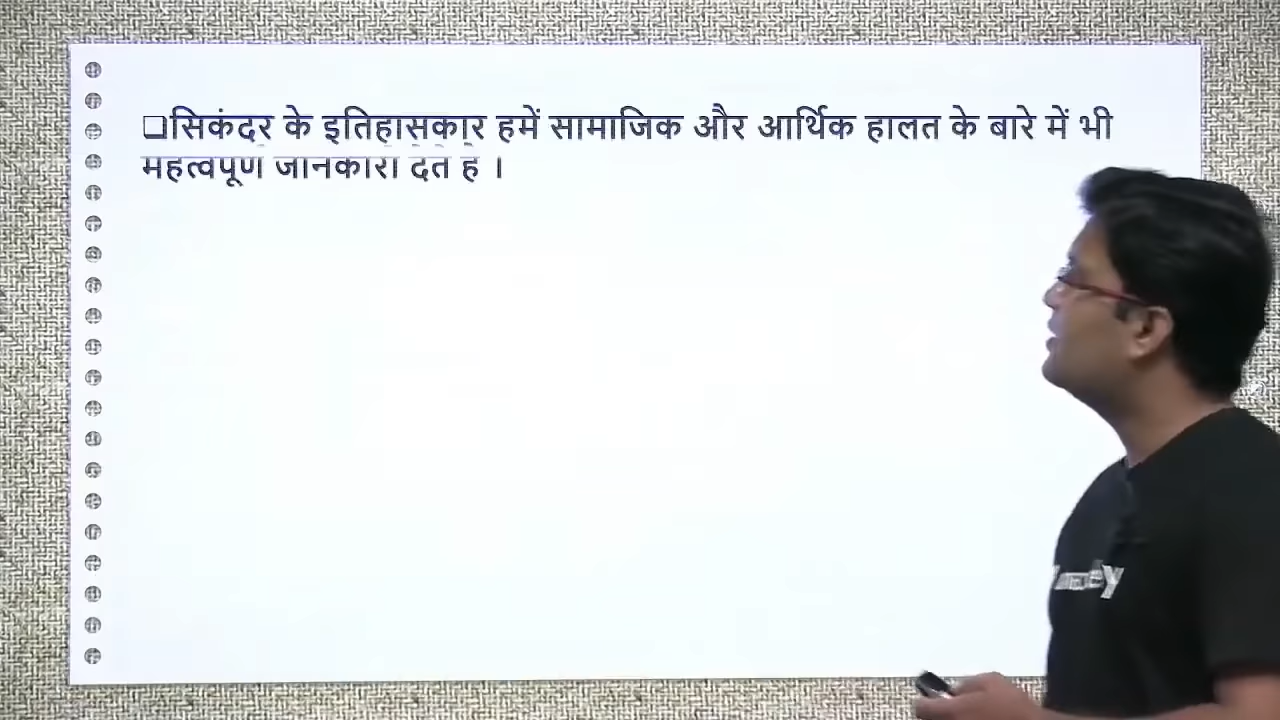 ❑सिकंदर के इतिहासकार हमें सामाजिक और आर्थिक हालत के बारे में भी
महत्वपूर्ण जानकारी देते हैं ।